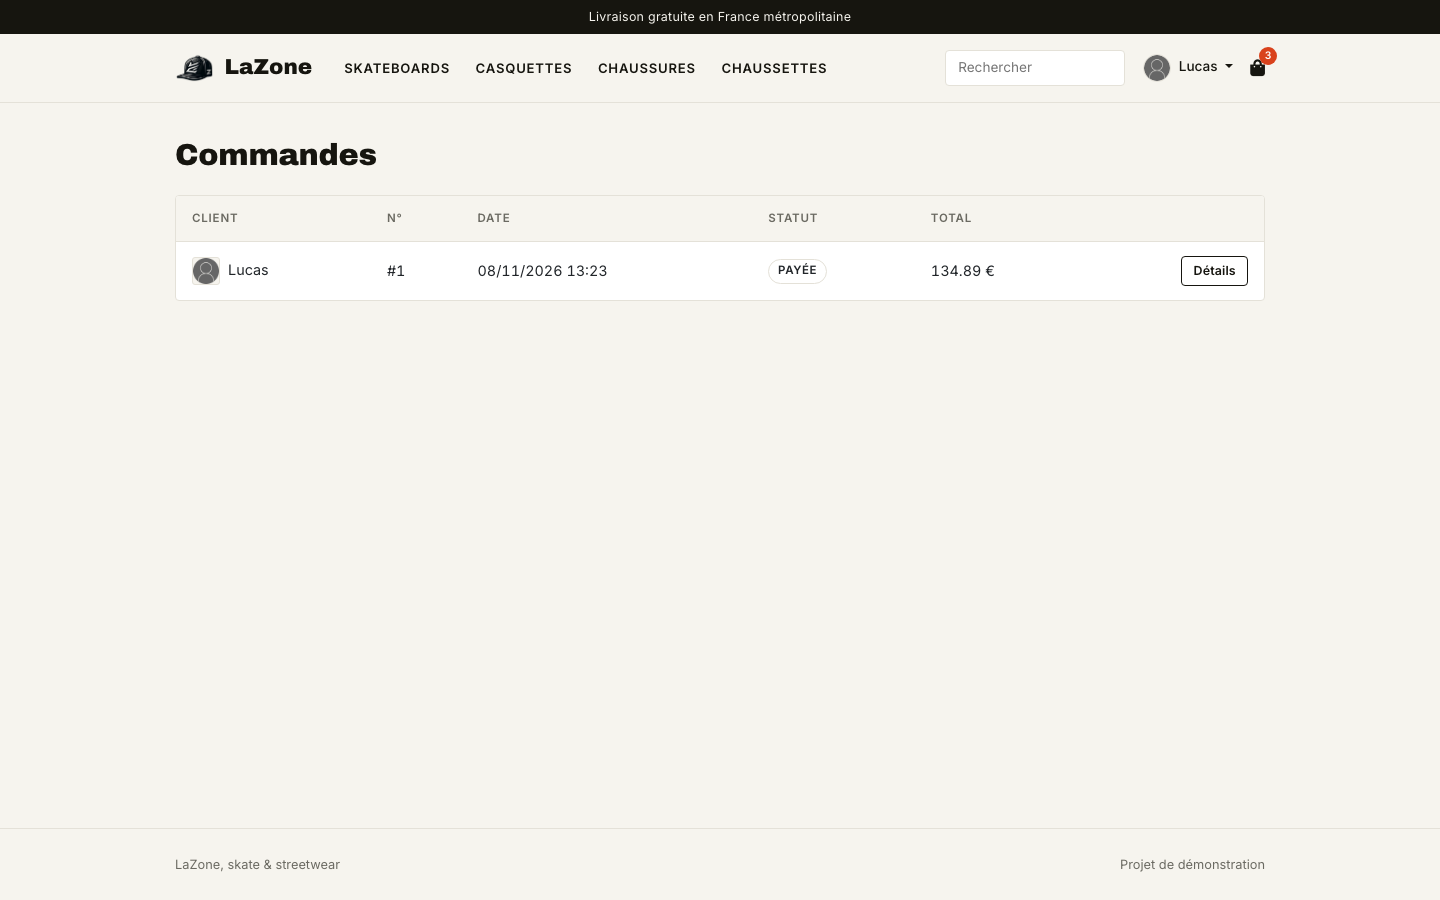 Livraison gratuite en France métropolitaine
LaZone SKATEBOARDS CASQUETTES CHAUSSURES CHAUSSETTES Rechercher Lucas 3
Commandes
CLIENT N° DATE STATUT TOTAL
Lucas #1 08/11/2026 13:23 PAYÉE 134.89 € Détails
LaZone, skate & streetwear Projet de démonstration